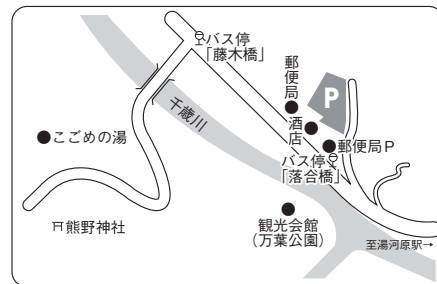 バス停
「藤木橋」
郵便局
P
酒店
千歳川
●こごめの湯
●郵便局P
バス停
「落合橋」
熊野神社
観光会館
（万葉公園）
至湯河原駅→